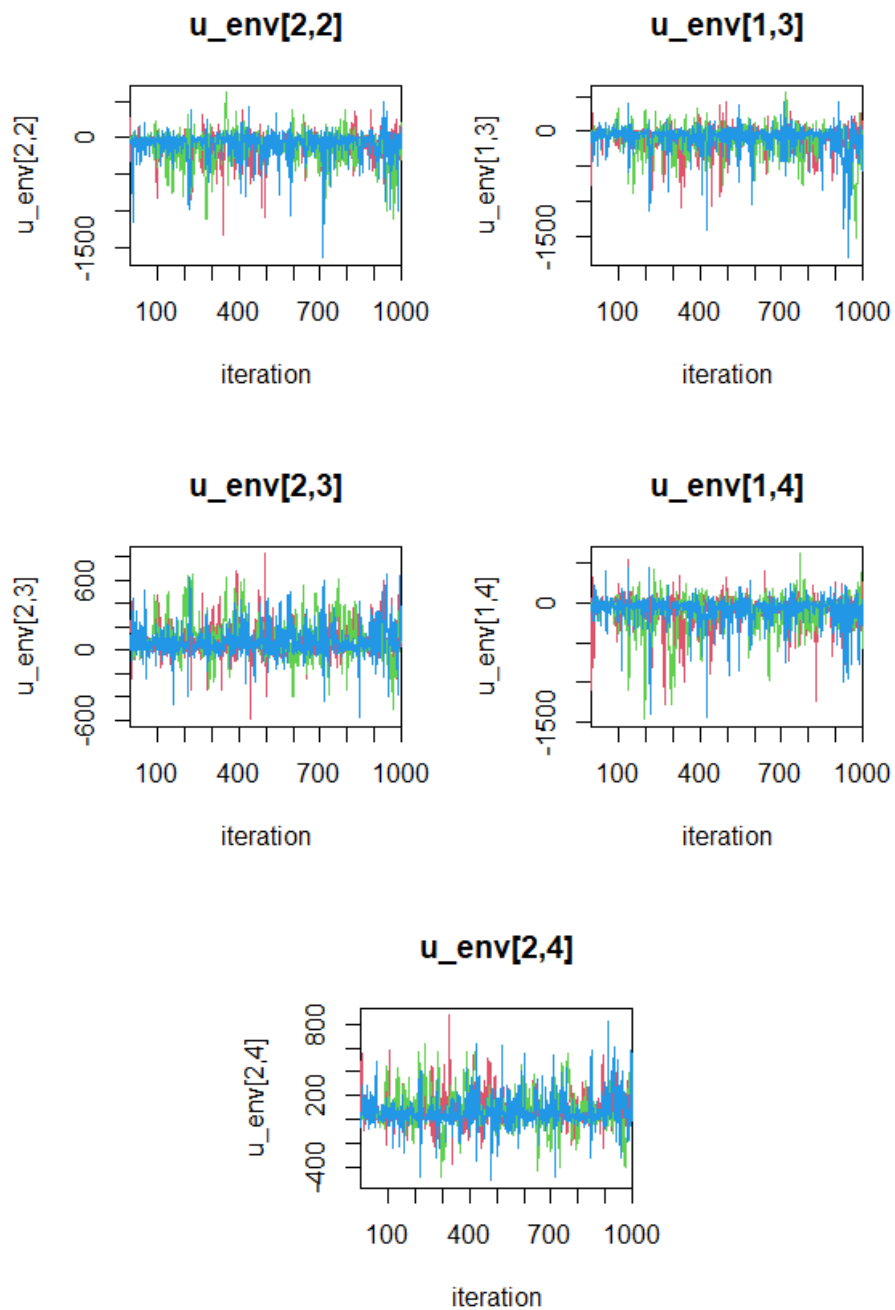 u_env[2,2]
u_env[2,2]
0
-1500
100 400 700 1000
iteration
u_env[1,3]
u_env[1,3]
0
-1500
100 400 700 1000
iteration
u_env[2,3]
u_env[2,3]
600
0
-600
100 400 700 1000
iteration
u_env[1,4]
u_env[1,4]
0
-1500
100 400 700 1000
iteration
u_env[2,4]
u_env[2,4]
800
200
-400
100 400 700 1000
iteration